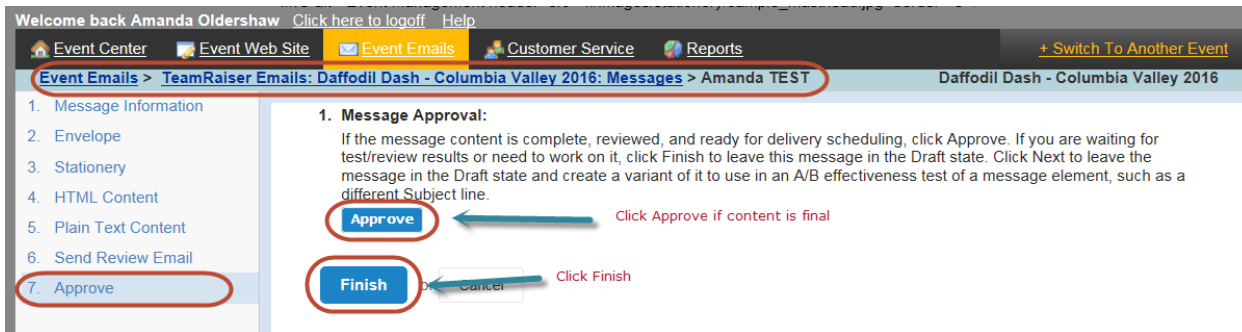 Welcome back Amanda Oldershaw Click here to logoff Help
Event Center Event Web Site Event Emails Customer Service Reports + Switch To Another Event
Event Emails > TeamRaiser Emails: Daffodil Dash - Columbia Valley 2016: Messages > Amanda TEST Daffodil Dash - Columbia Valley 2016
1. Message Information
2. Envelope
3. Stationery
4. HTML Content
5. Plain Text Content
6. Send Review Email
7. Approve
1. Message Approval:
If the message content is complete, reviewed, and ready for delivery scheduling, click Approve. If you are waiting for
test/review results or need to work on it, click Finish to leave this message in the Draft state. Click Next to leave the
message in the Draft state and create a variant of it to use in an A/B effectiveness test of a message element, such as a
different Subject line.
Approve Click Approve if content is final
Finish or Cancel Click Finish